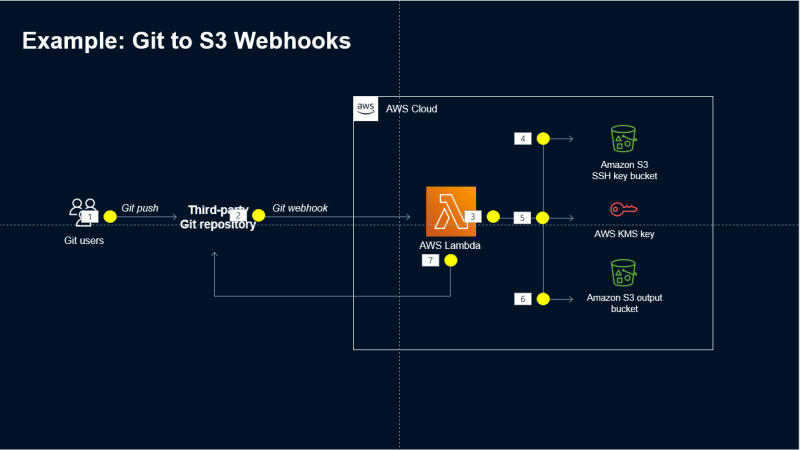 Example: Git to S3 Webhooks
aws
AWS Cloud
4
Amazon S3
SSH key bucket
1
Git push
Third-party
Git repository
2
Git webhook
3
5
Git users
AWS Lambda
AWS KMS key
7
6
Amazon S3 output
bucket